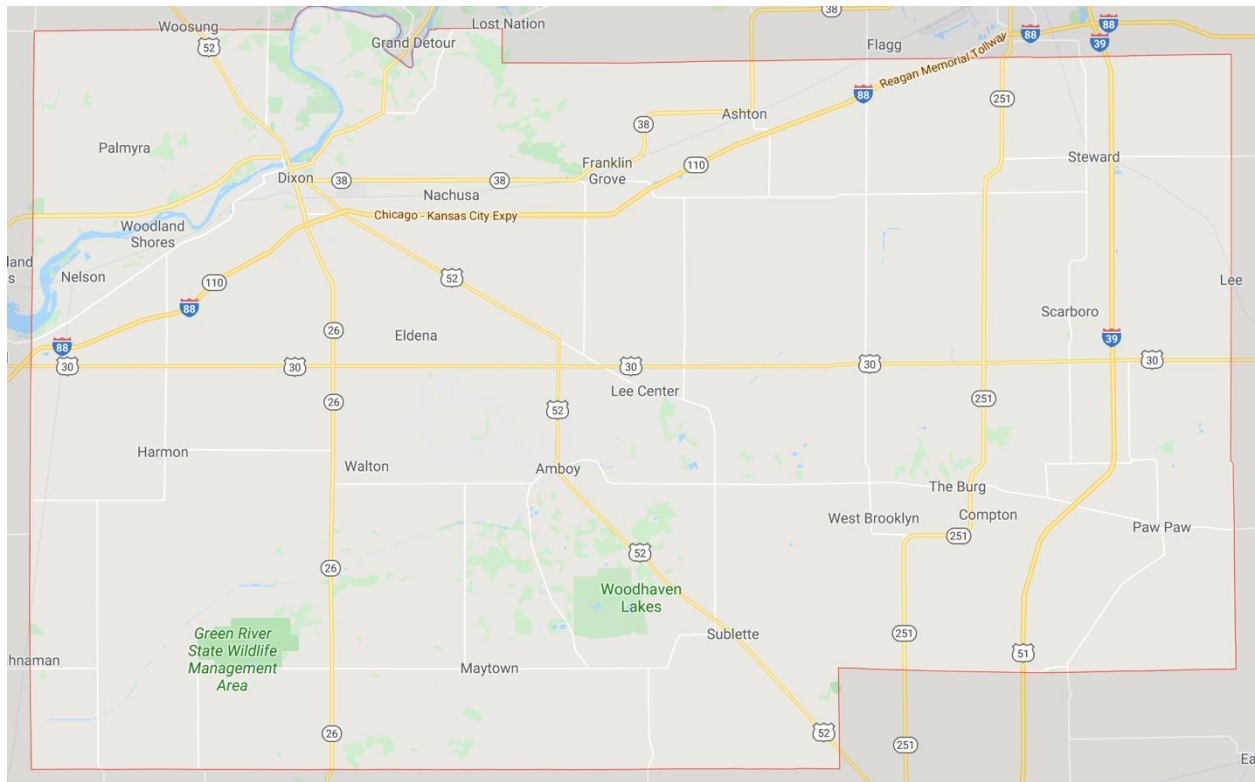 Woosung
Lost Nation
38
52
Grand Detour
Flagg
88
88
39
Reagan Memorial Tollway
88
251
Ashton
38
Palmyra
Franklin
Grove
110
Steward
Dixon
38
38
Nachusa
Chicago - Kansas City Expy
Woodland
Shores
land
s
Nelson
110
52
Lee
88
Scarboro
26
Eldena
39
88
30
30
30
30
30
Lee Center
26
52
251
Harmon
Walton
Amboy
The Burg
West Brooklyn
Compton
Paw Paw
251
52
26
Woodhaven
Lakes
Green River
State Wildlife
Management
Area
Sublette
251
51
hnaman
Maytown
26
52
251
Ea